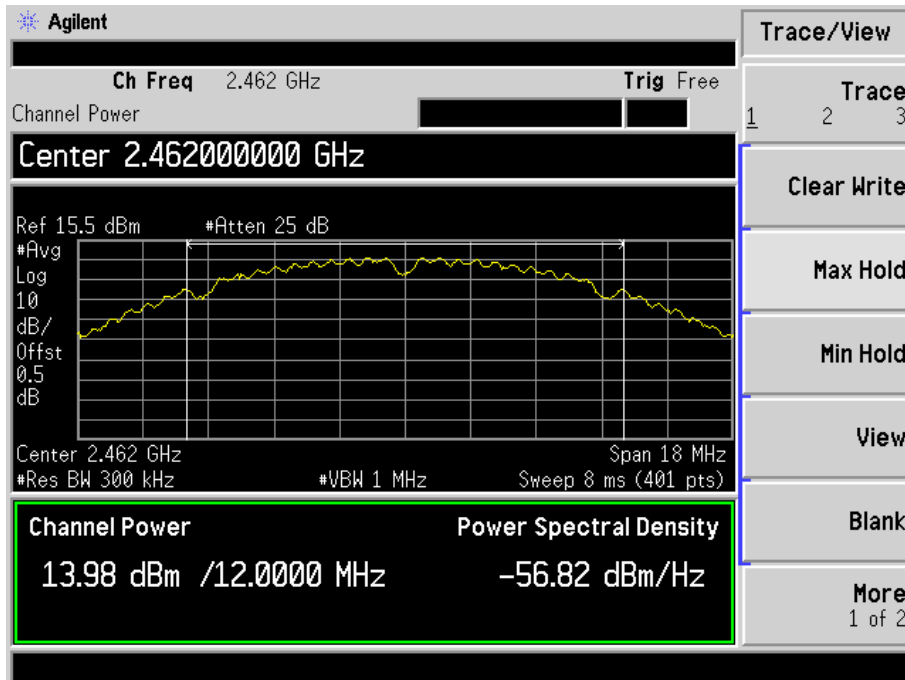 Agilent
Trace/View
Ch Freq 2.462 GHz Trig Free
Channel Power
Trace
1 2 3
Center 2.462000000 GHz
Clear Write
Ref 15.5 dBm #Atten 25 dB
#Avg
Log
10
dB/
Offst
0.5
dB
Max Hold
Min Hold
View
Center 2.462 GHz Span 18 MHz
#Res BW 300 kHz #VBW 1 MHz Sweep 8 ms (401 pts)
Channel Power Power Spectral Density
13.98 dBm /12.0000 MHz -56.82 dBm/Hz
Blank
More
1 of 2